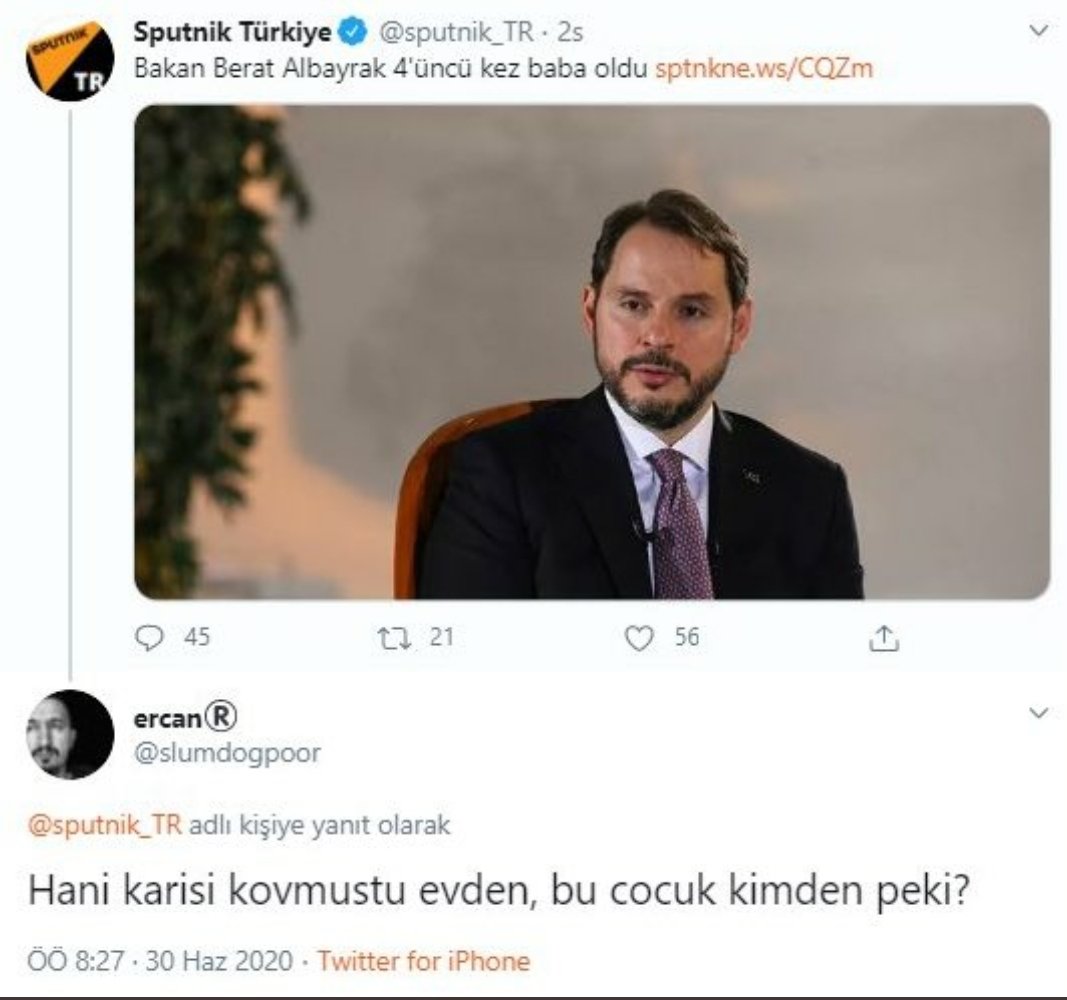 SPUTNIK
TR
Sputnik Türkiye @sputnik_TR · 2s
Bakan Berat Albayrak 4'üncü kez baba oldu sptnkne.ws/CQZm
45 21 56
ercan®
@slumdogpoor
@sputnik_TR adlı kişiye yanıt olarak
Hani karisi kovmustu evden, bu cocuk kimden peki?
ÖÖ 8:27 · 30 Haz 2020 · Twitter for iPhone